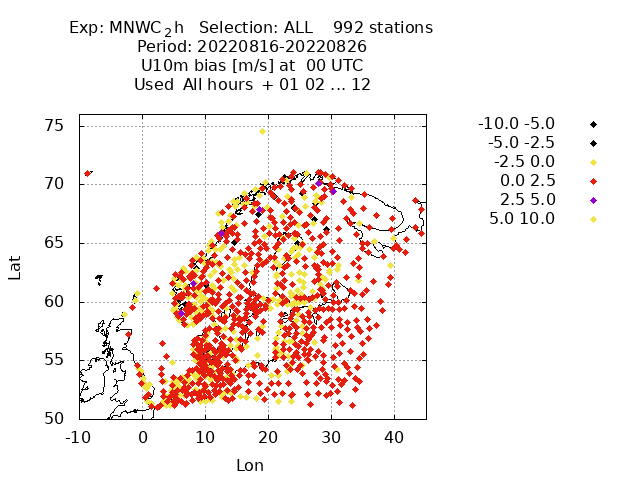 Exp: MNWC₂h Selection: ALL 992 stations
Period: 20220816-20220826
U10m bias [m/s] at 00 UTC
Used All hours + 01 02 ... 12
-10.0 -5.0
-5.0 -2.5
-2.5 0.0
0.0 2.5
2.5 5.0
5.0 10.0
75
70
65
60
55
50
Lat
-10 0 10 20 30 40
Lon